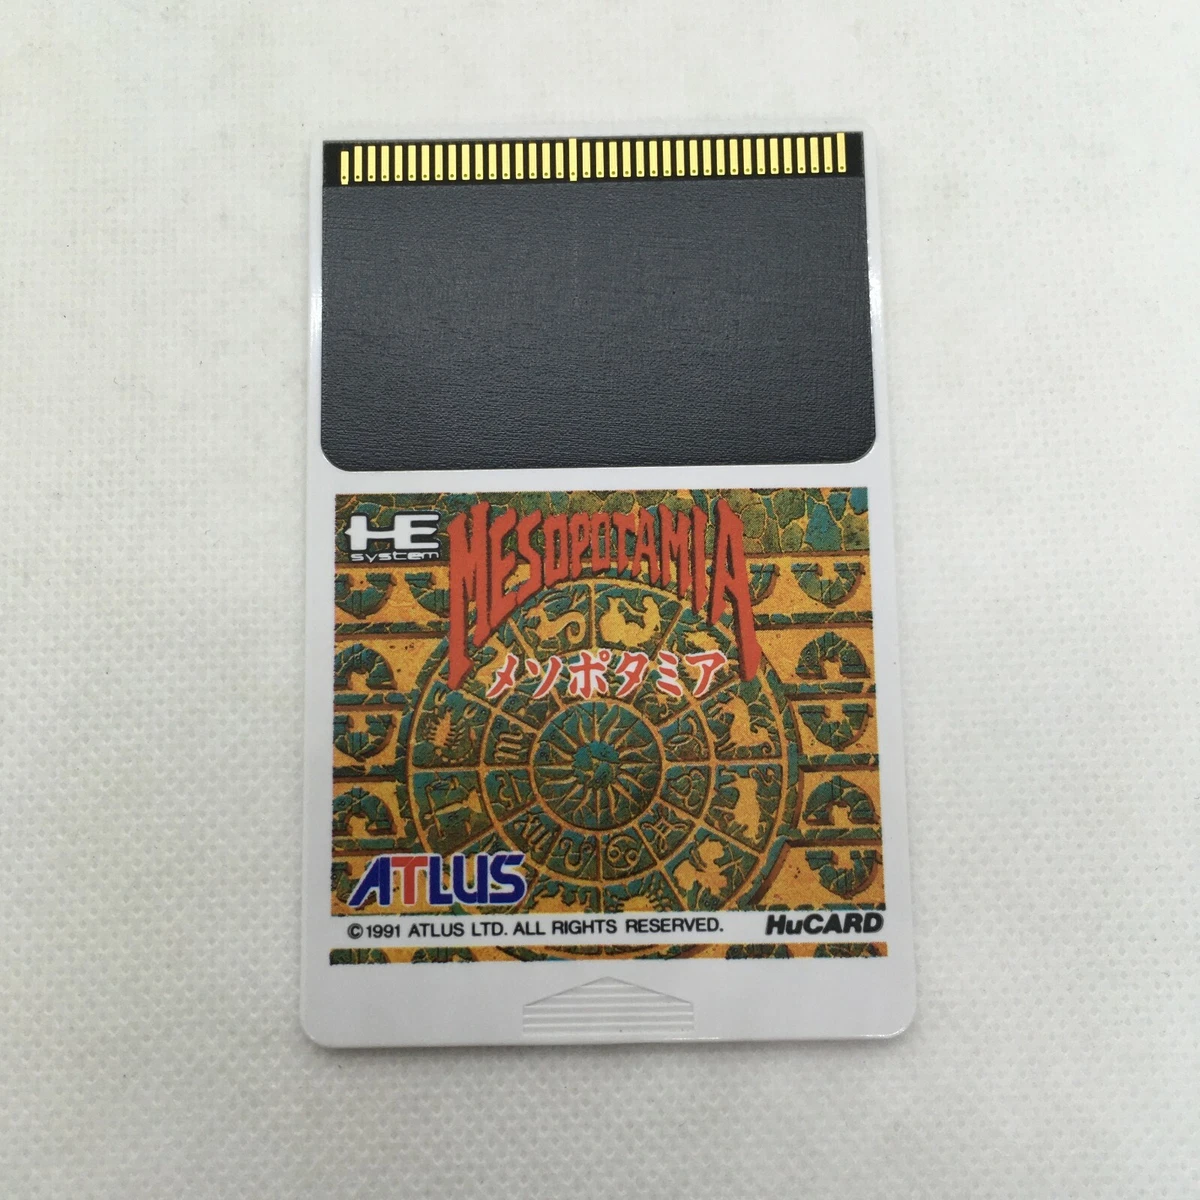 HE
system
MESOPOTAMIA
メソポタミア
ATLUS
©1991 ATLUS LTD. ALL RIGHTS RESERVED.
HuCARD